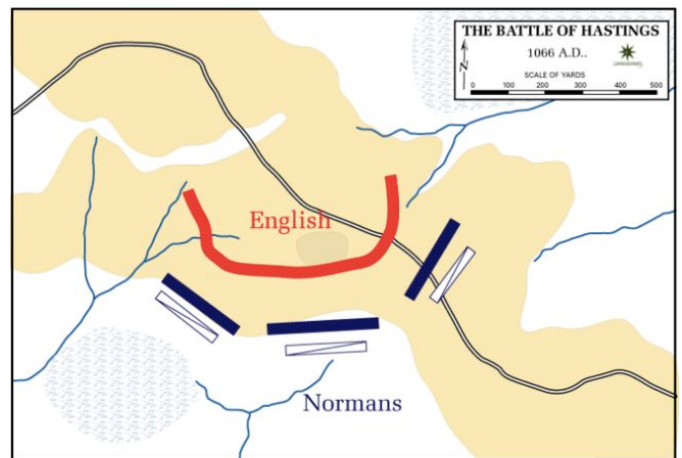 THE BATTLE OF HASTINGS
1066 A.D..
N
SCALE OF YARDS
0 100 200 300 400 500
English
Normans